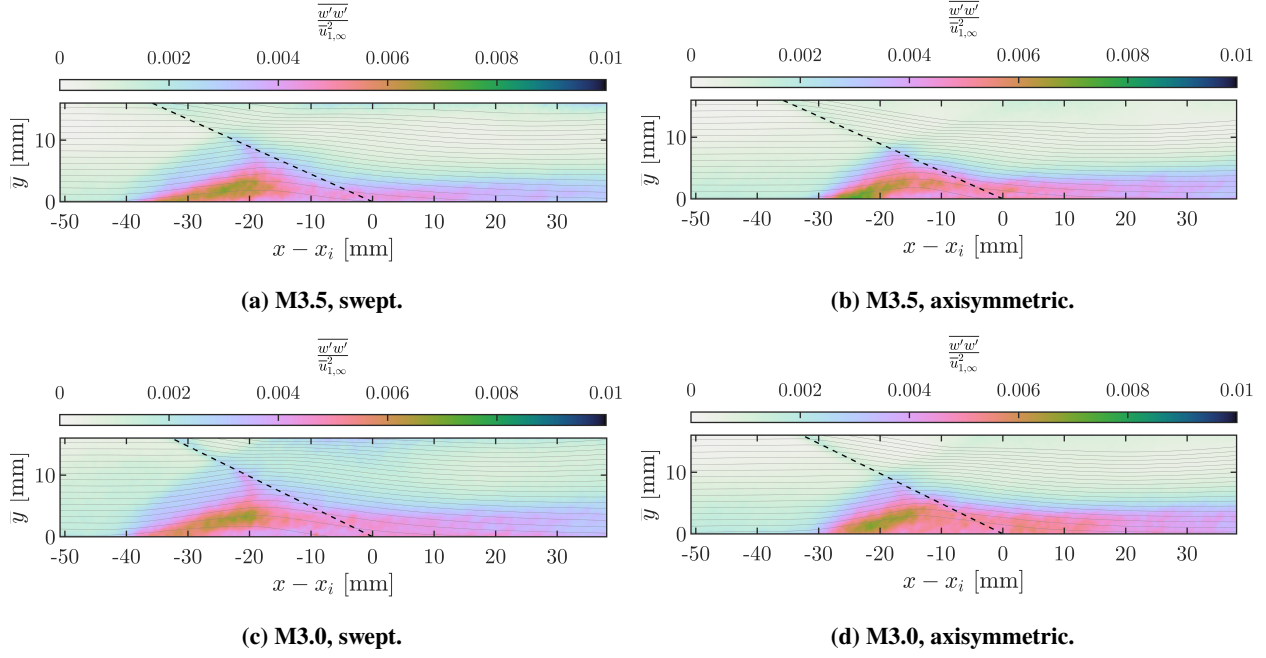 w′w′
ū²₁,∞
0 0.002 0.004 0.006 0.008 0.01
10
0
y̅ [mm]
-50 -40 -30 -20 -10 0 10 20 30
x − xᵢ [mm]
(a) M3.5, swept.
w′w′
ū²₁,∞
0 0.002 0.004 0.006 0.008 0.01
10
0
y̅ [mm]
-50 -40 -30 -20 -10 0 10 20 30
x − xᵢ [mm]
(b) M3.5, axisymmetric.
w′w′
ū²₁,∞
0 0.002 0.004 0.006 0.008 0.01
10
0
y̅ [mm]
-50 -40 -30 -20 -10 0 10 20 30
x − xᵢ [mm]
(c) M3.0, swept.
w′w′
ū²₁,∞
0 0.002 0.004 0.006 0.008 0.01
10
0
y̅ [mm]
-50 -40 -30 -20 -10 0 10 20 30
x − xᵢ [mm]
(d) M3.0, axisymmetric.